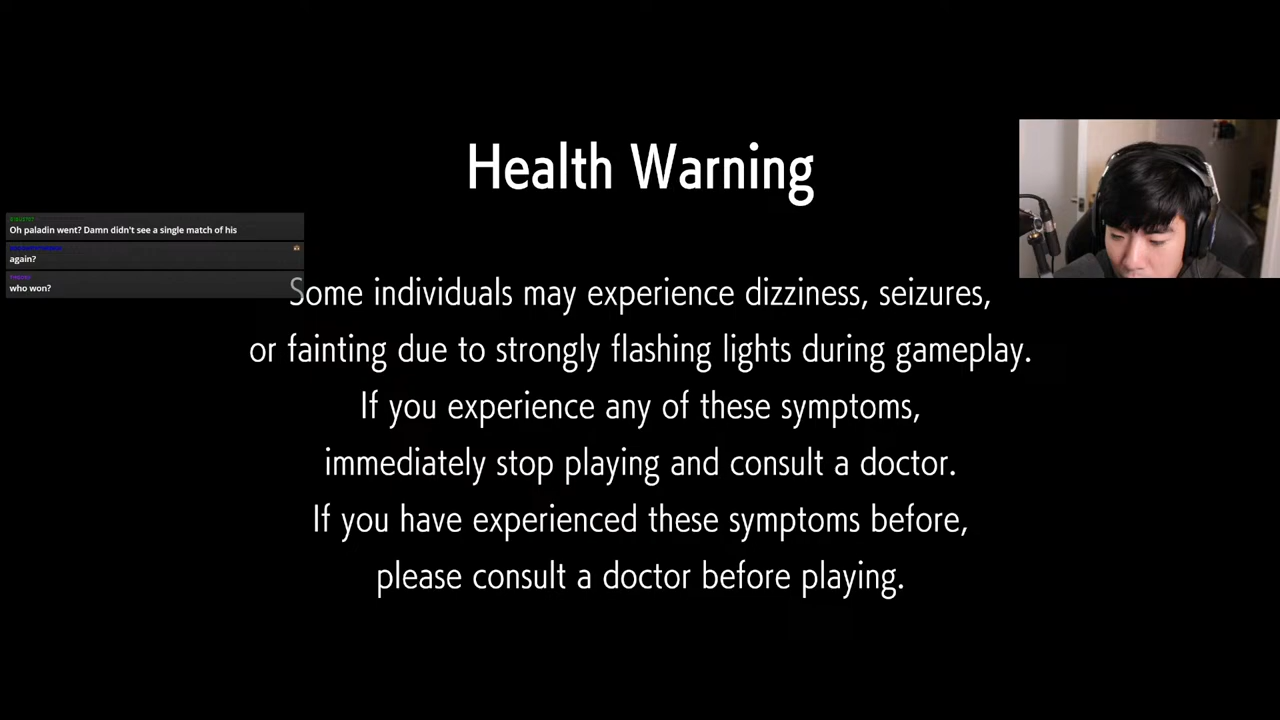 Health Warning
Oh paladin went? Damn didn't see a single match of his
again?
who won?
Some individuals may experience dizziness, seizures,
or fainting due to strongly flashing lights during gameplay.
If you experience any of these symptoms,
immediately stop playing and consult a doctor.
If you have experienced these symptoms before,
please consult a doctor before playing.